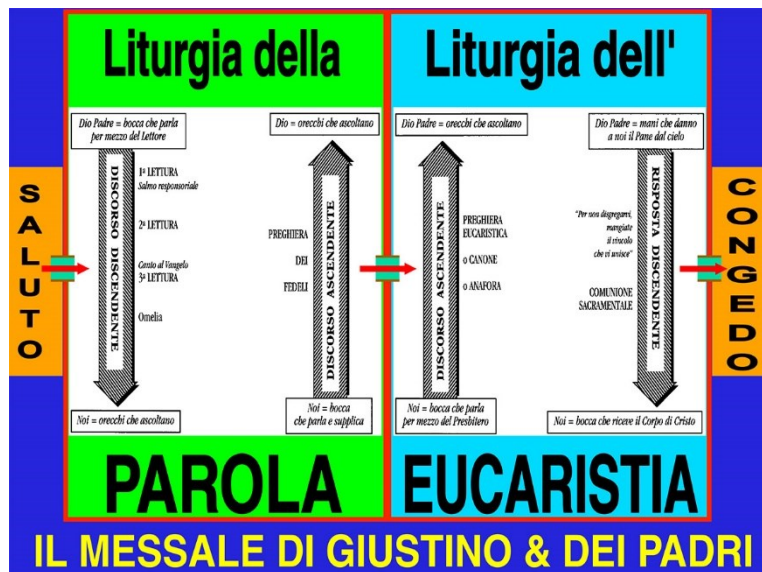 Liturgia della
Liturgia dell'
Dio Padre = bocca che parla
per mezzo del Lettore
Dio = orecchi che ascoltano
Dio Padre = orecchi che ascoltano
Dio Padre = mani che danno
a noi il Pane dal cielo
SALUTO
DISCORSO DISCENDENTE
1ª LETTURA
Salmo responsoriale
2ª LETTURA
Canto al Vangelo
3ª LETTURA
Omelia
PREGHIERA
DEI
FEDELI
DISCORSO ASCENDENTE
DISCORSO ASCENDENTE
PREGHIERA
EUCARISTICA
o CANONE
o ANAFORA
"Per non disgregarvi,
mangiate
il vincolo
che vi unisce"
COMUNIONE
SACRAMENTALE
RISPOSTA DISCENDENTE
CONGEDO
Noi = orecchi che ascoltano
Noi = bocca
che parla e supplica
Noi = bocca che parla
per mezzo del Presbitero
Noi = bocca che riceve il Corpo di Cristo
PAROLA
EUCARISTIA
IL MESSALE DI GIUSTINO & DEI PADRI